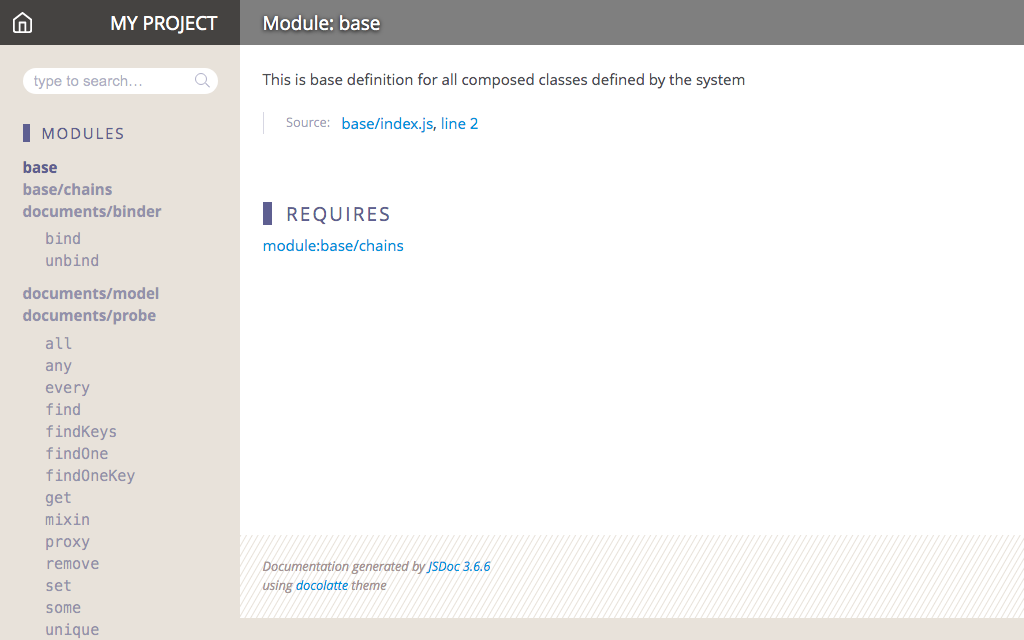 MY PROJECT
Module: base
type to search...
MODULES
base
base/chains
documents/binder
bind
unbind
documents/model
documents/probe
all
any
every
find
findKeys
findOne
findOneKey
get
mixin
proxy
remove
set
some
unique
This is base definition for all composed classes defined by the system
Source: base/index.js, line 2
REQUIRES
module:base/chains
Documentation generated by JSDoc 3.6.6
using docolatte theme